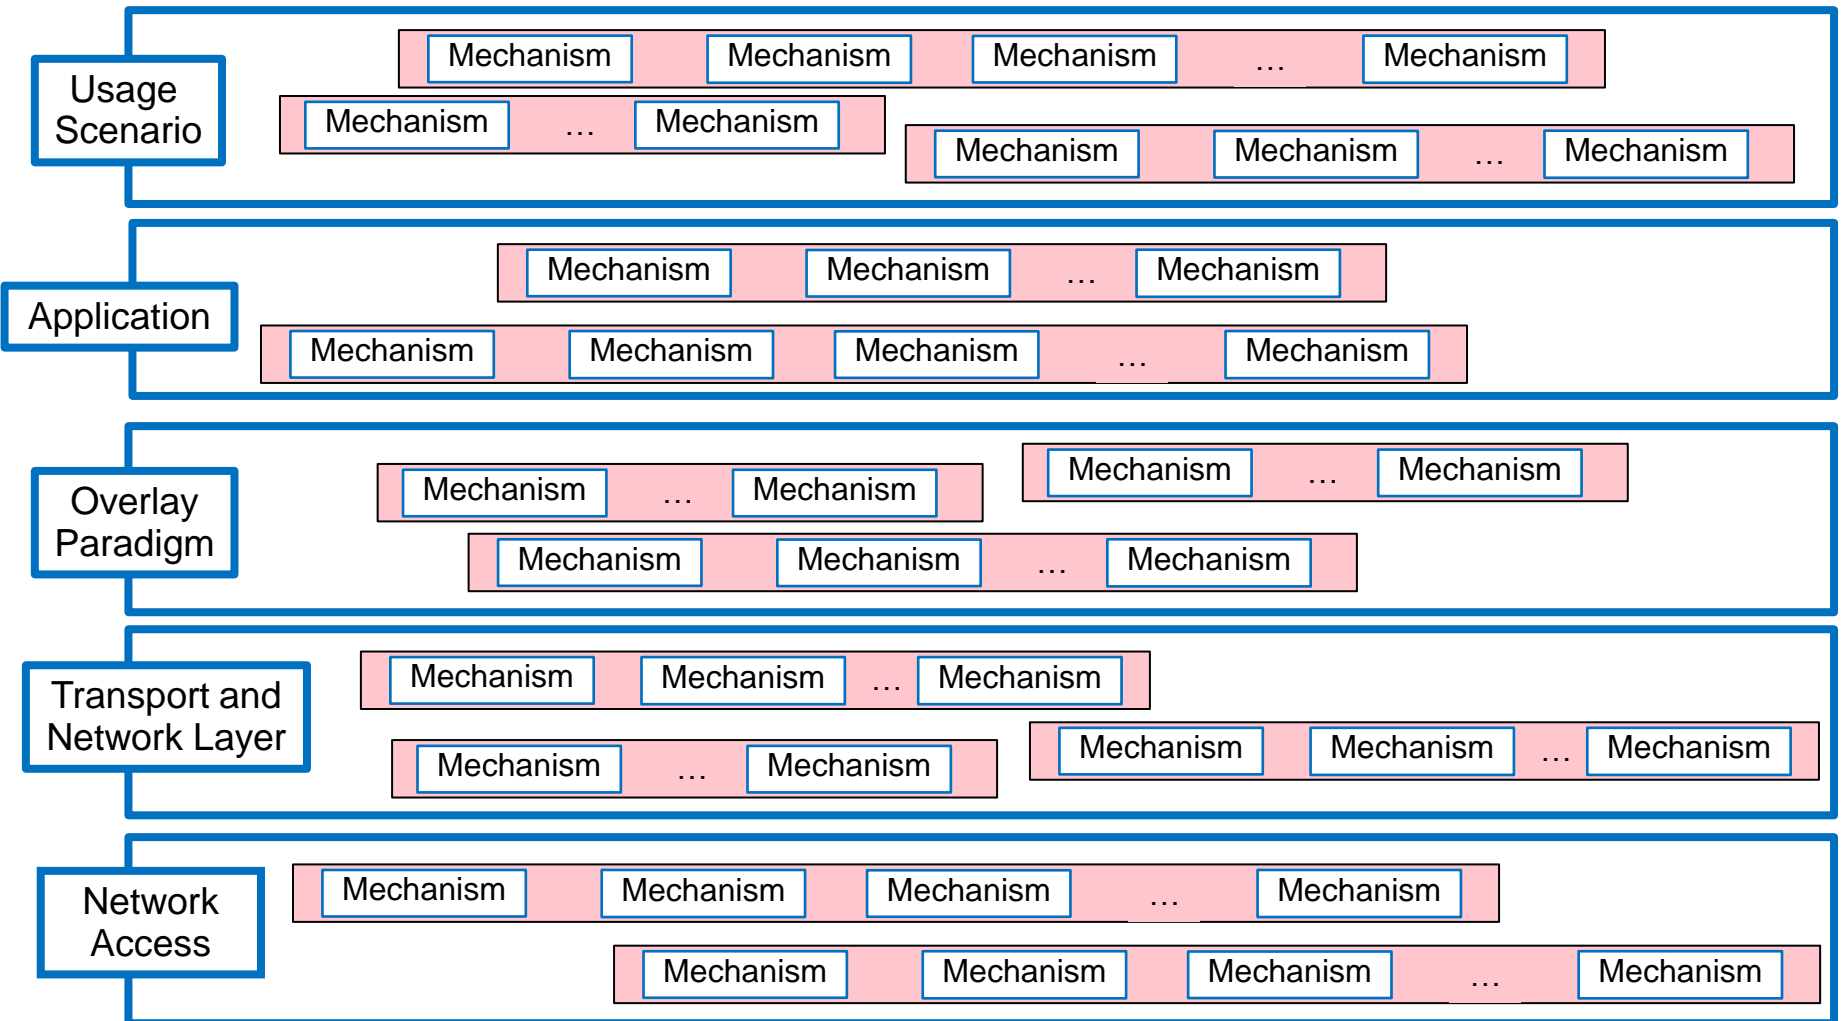 Usage
Scenario
Mechanism Mechanism Mechanism … Mechanism
Mechanism … Mechanism
Mechanism Mechanism … Mechanism
Application
Mechanism Mechanism … Mechanism
Mechanism Mechanism Mechanism … Mechanism
Overlay
Paradigm
Mechanism … Mechanism
Mechanism … Mechanism
Mechanism Mechanism … Mechanism
Transport and
Network Layer
Mechanism Mechanism … Mechanism
Mechanism Mechanism … Mechanism
Mechanism … Mechanism
Network
Access
Mechanism Mechanism Mechanism … Mechanism
Mechanism Mechanism Mechanism … Mechanism